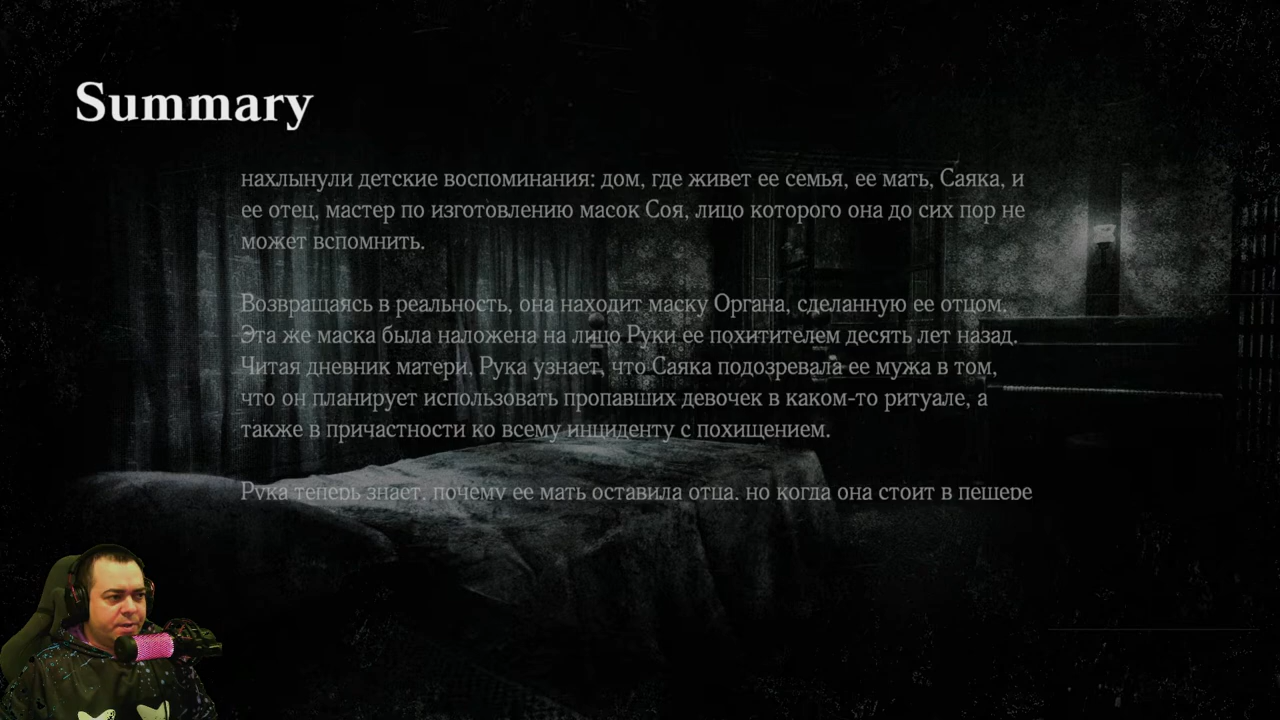 Summary
нахлынули детские воспоминания: дом, где живет ее семья, ее мать, Саяка, и
ее отец, мастер по изготовлению масок Соя, лицо которого она до сих пор не
может вспомнить.
Возвращаясь в реальность, она находит маску Органа, сделанную ее отцом.
Эта же маска была наложена на лицо Руки ее похитителем десять лет назад.
Читая дневник матери, Рука узнает, что Саяка подозревала ее мужа в том,
что он планирует использовать пропавших девочек в каком-то ритуале, а
также в причастности ко всему инциденту с похищением.
Рука теперь знает, почему ее мать оставила отца, но когда она стоит в пещере